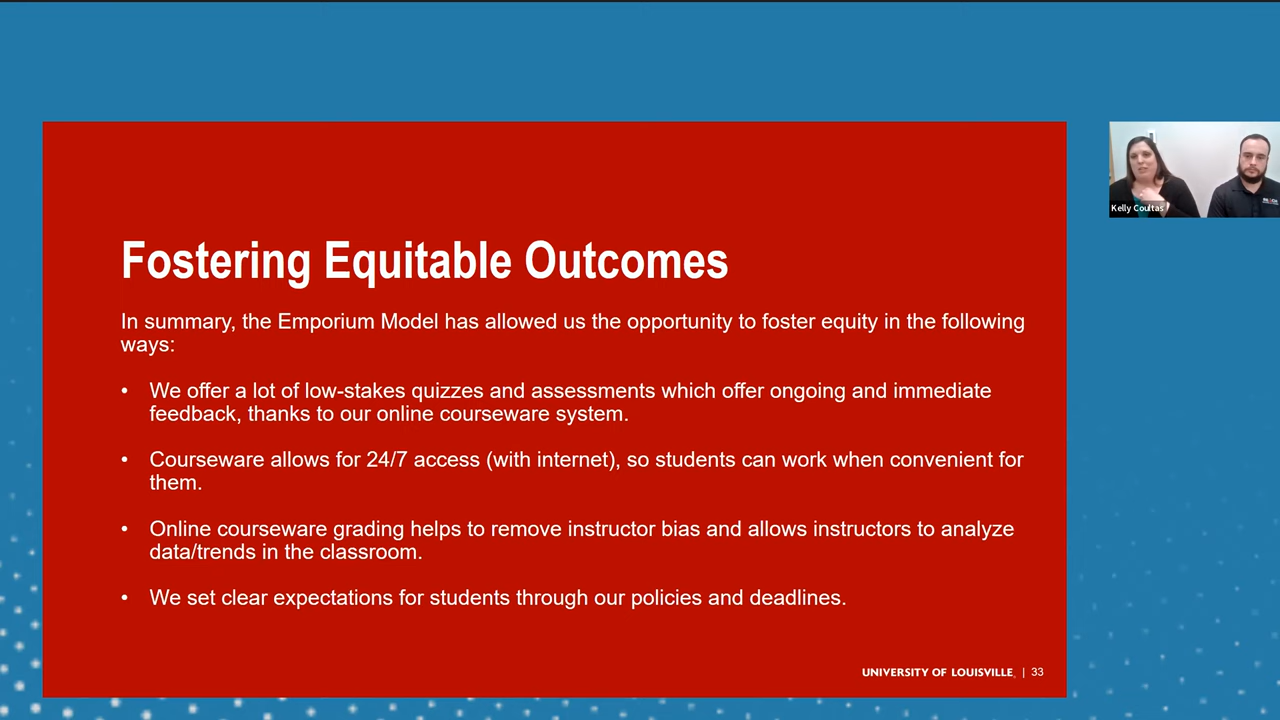 Fostering Equitable Outcomes
In summary, the Emporium Model has allowed us the opportunity to foster equity in the following
ways:
• We offer a lot of low-stakes quizzes and assessments which offer ongoing and immediate
feedback, thanks to our online courseware system.
• Courseware allows for 24/7 access (with internet), so students can work when convenient for
them.
• Online courseware grading helps to remove instructor bias and allows instructors to analyze
data/trends in the classroom.
• We set clear expectations for students through our policies and deadlines.
UNIVERSITY OF LOUISVILLE. | 33
Kelly Coultas